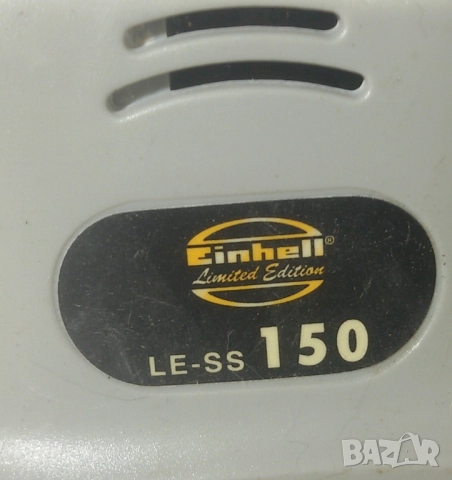 Einhell®
Limited Edition
LE-SS 150
BAZAR